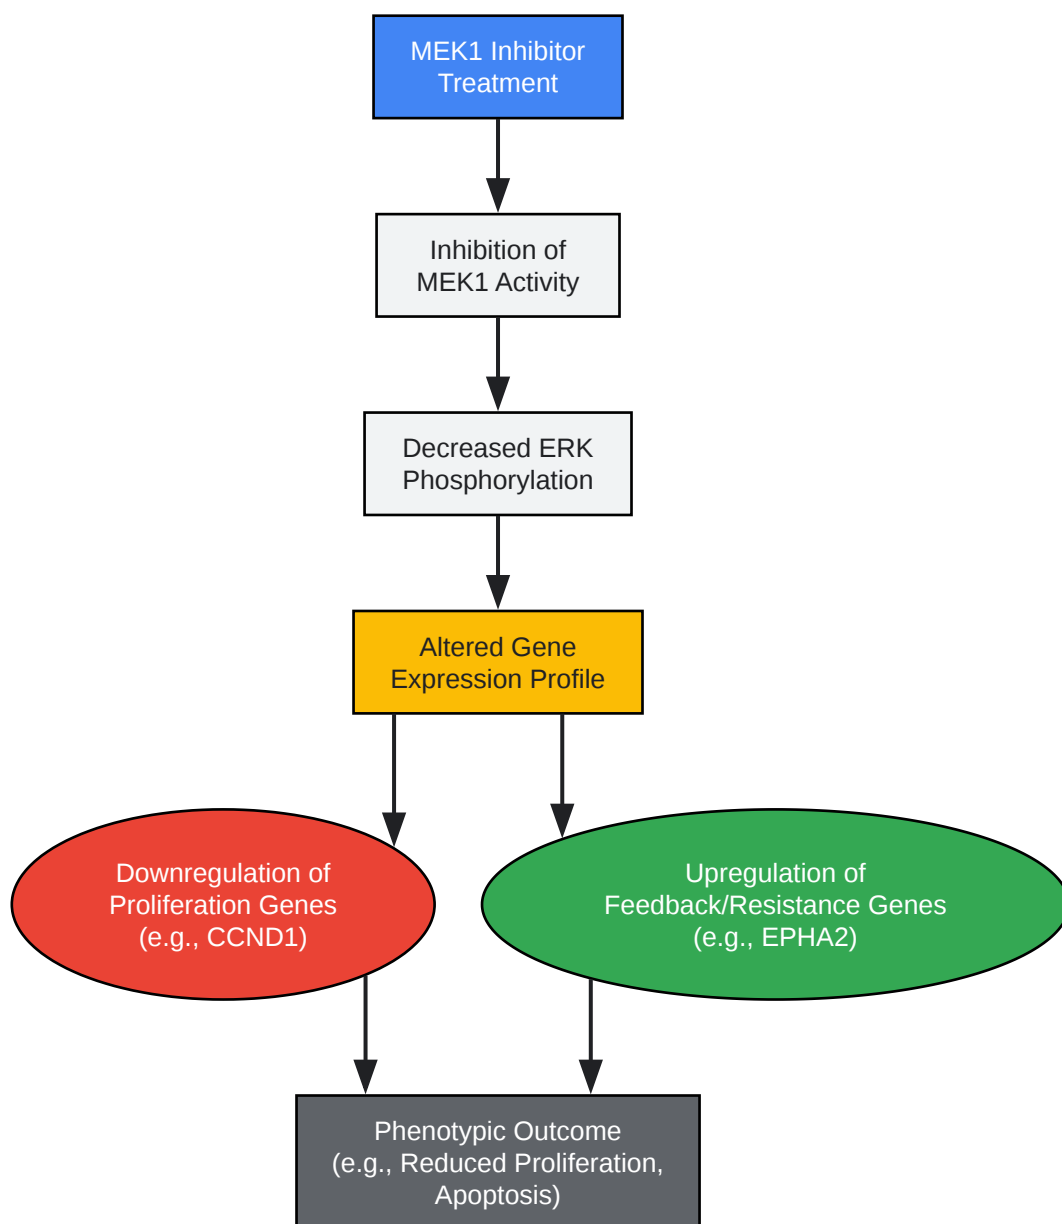 MEK1 Inhibitor
Treatment
Inhibition of
MEK1 Activity
Decreased ERK
Phosphorylation
Altered Gene
Expression Profile
Downregulation of
Proliferation Genes
(e.g., CCND1)
Upregulation of
Feedback/Resistance Genes
(e.g., EPHA2)
Phenotypic Outcome
(e.g., Reduced Proliferation,
Apoptosis)